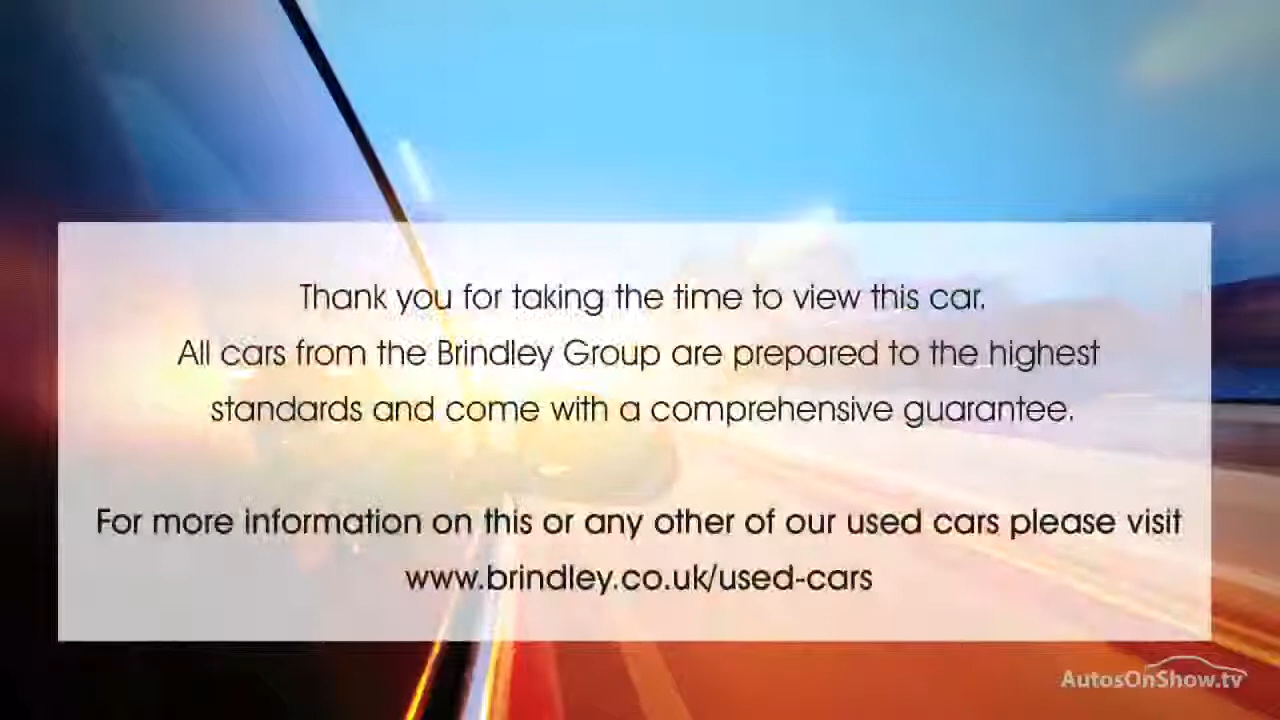 Thank you for taking the time to view this car.
All cars from the Brindley Group are prepared to the highest
standards and come with a comprehensive guarantee.
For more information on this or any other of our used cars please visit
www.brindley.co.uk/used-cars
AutosOnShow.tv